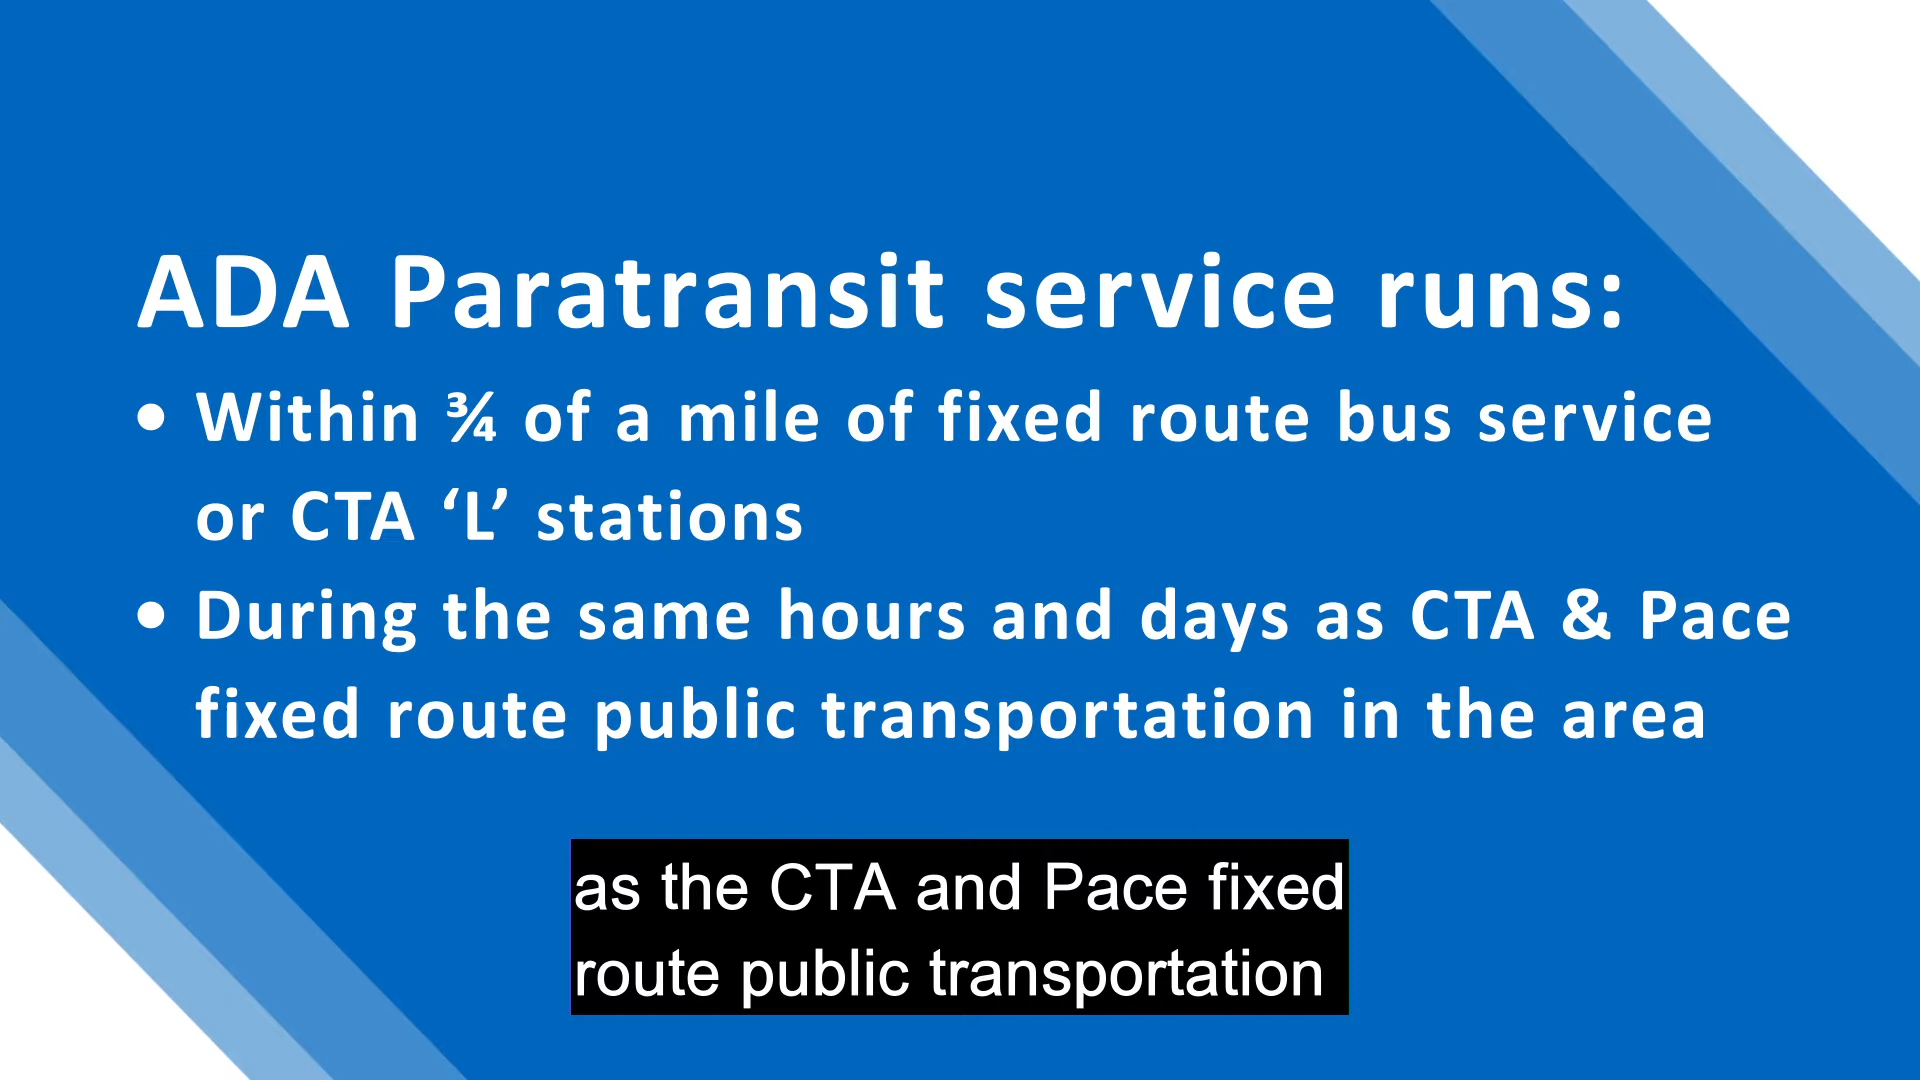 ADA Paratransit service runs:
• Within ¾ of a mile of fixed route bus service
or CTA ‘L’ stations
• During the same hours and days as CTA & Pace
fixed route public transportation in the area
as the CTA and Pace fixed
route public transportation